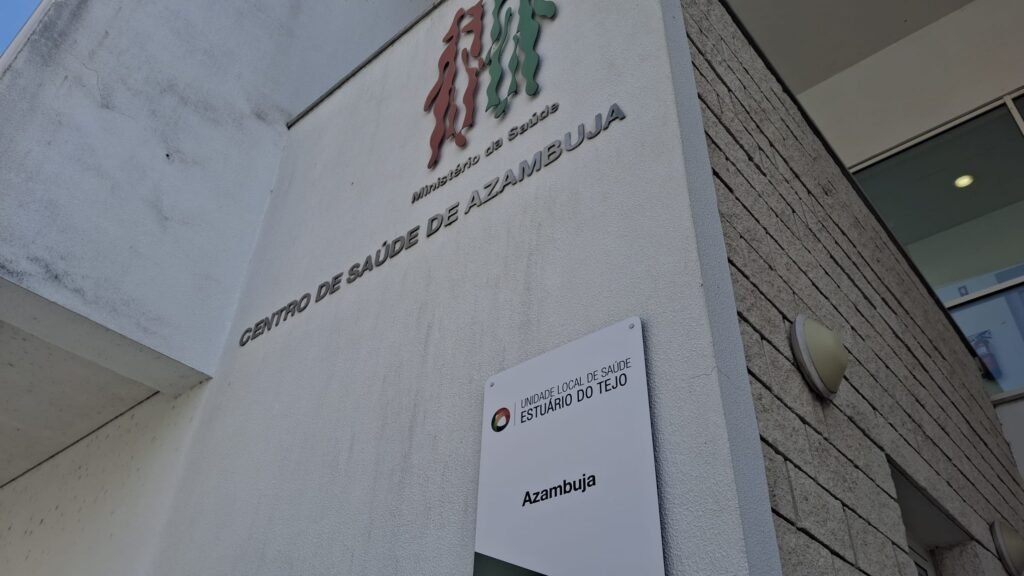 Ministério da Saúde
CENTRO DE SAÚDE DE AZAMBUJA
UNIDADE LOCAL DE SAÚDE
ESTUÁRIO DO TEJO
Azambuja